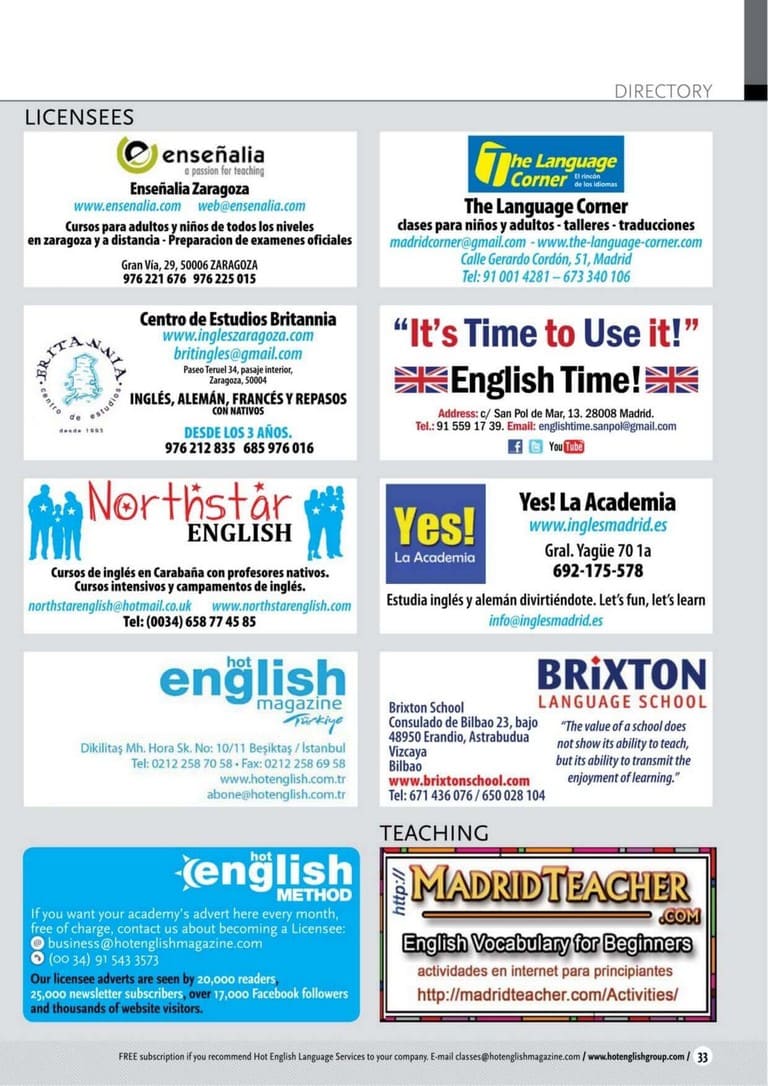 DIRECTORY
LICENSEES
enseñalia
a passion for teaching
Enseñalia Zaragoza
www.ensenalia.com web@ensenalia.com
Cursos para adultos y niños de todos los niveles
en zaragoza y a distancia - Preparacion de examenes oficiales
Gran Vía, 29, 50006 ZARAGOZA
976 221 676 976 225 015
The Language
Corner El rincón
de los idiomas
The Language Corner
clases para niños y adultos - talleres - traducciones
madridcorner@gmail.com - www.the-language-corner.com
Calle Gerardo Cordón, 51, Madrid
Tel: 91 001 4281 – 673 340 106
BRITANNIA
centro de estudios
desde 1995
Centro de Estudios Britannia
www.ingleszaragoza.com
britingles@gmail.com
Paseo Teruel 34, pasaje interior,
Zaragoza, 50004
INGLÉS, ALEMÁN, FRANCÉS Y REPASOS
CON NATIVOS
DESDE LOS 3 AÑOS.
976 212 835 685 976 016
“It’s Time to Use it!”
English Time!
Address: c/ San Pol de Mar, 13. 28008 Madrid.
Tel.: 91 559 17 39. Email: englishtime.sanpol@gmail.com
YouTube
Northstar
ENGLISH
Cursos de inglés en Carabaña con profesores nativos.
Cursos intensivos y campamentos de inglés.
northstarenglish@hotmail.co.uk www.northstarenglish.com
Tel: (0034) 658 77 45 85
Yes!
La Academia
Yes! La Academia
www.inglesmadrid.es
Gral. Yagüe 70 1a
692-175-578
Estudia inglés y alemán divirtiéndote. Let’s fun, let’s learn
info@inglesmadrid.es
hot
english
magazine
Türkiye
Dikilitaş Mh. Hora Sk. No: 10/11 Beşiktaş / İstanbul
Tel: 0212 258 70 58 • Fax: 0212 258 69 58
www.hotenglish.com.tr
abone@hotenglish.com.tr
BRiXTON
LANGUAGE SCHOOL
Brixton School
Consulado de Bilbao 23, bajo
48950 Erandio, Astrabudua
Vizcaya
Bilbao
www.brixtonschool.com
Tel: 671 436 076 / 650 028 104
“The value of a school does
not show its ability to teach,
but its ability to transmit the
enjoyment of learning.”
hot
english
METHOD
If you want your academy's advert here every month,
free of charge, contact us about becoming a Licensee:
@ business@hotenglishmagazine.com
(00 34) 91 543 3573
Our licensee adverts are seen by 20,000 readers,
25,000 newsletter subscribers, over 17,000 Facebook followers
and thousands of website visitors.
TEACHING
http://
MADRIDTEACHER
.COM
English Vocabulary for Beginners
actividades en internet para principiantes
http://madridteacher.com/Activities/
FREE subscription if you recommend Hot English Language Services to your company. E-mail classes@hotenglishmagazine.com / www.hotenglishgroup.com / 33